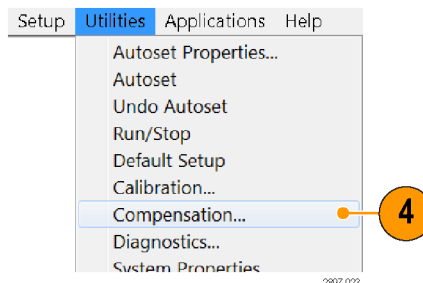 Setup Utilities Applications Help
Autoset Properties...
Autoset
Undo Autoset
Run/Stop
Default Setup
Calibration...
Compensation...
4
Diagnostics...
System Properties